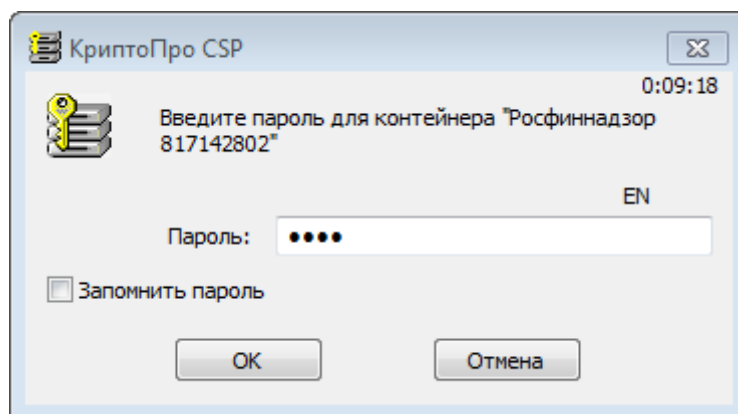 КриптоПро CSP
0:09:18
Введите пароль для контейнера "Росфиннадзор
817142802"
EN
Пароль: ••••
Запомнить пароль
OK Отмена